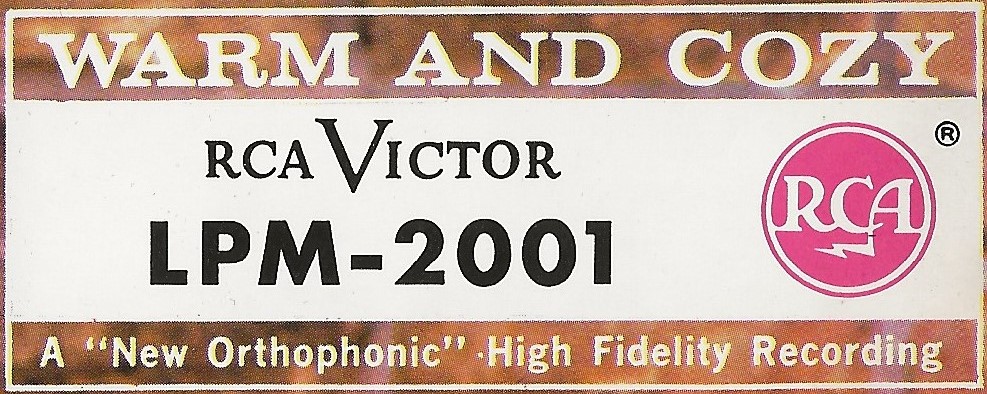 WARM AND COZY
RCA VICTOR
LPM-2001
RCA
®
A "New Orthophonic" · High Fidelity Recording